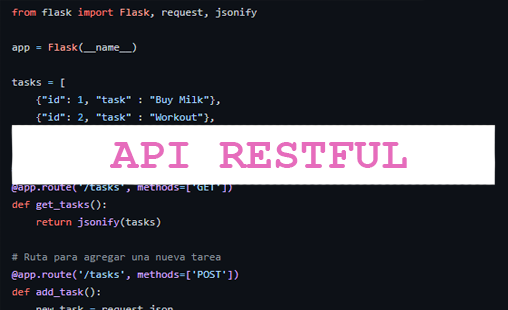 from flask import Flask, request, jsonify
app = Flask(__name__)
tasks = [
{"id": 1, "task" : "Buy Milk"},
{"id": 2, "task" : "Workout"},
API RESTFUL
@app.route('/tasks', methods=['GET'])
def get_tasks():
return jsonify(tasks)
# Ruta para agregar una nueva tarea
@app.route('/tasks', methods=['POST'])
def add_task():
new_task = request.json